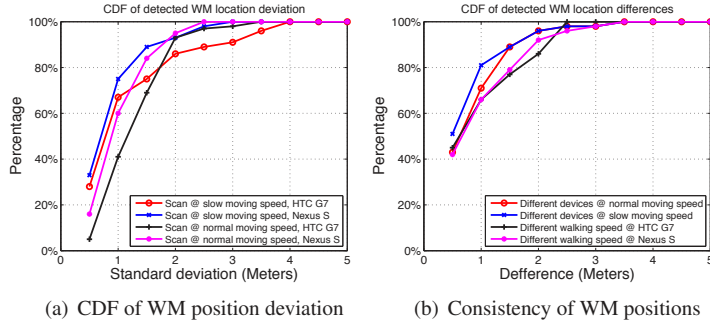 CDF of detected WM location deviation
100%
80%
60%
40%
20%
0
1
2
3
4
5
Percentage
Standard deviation (Meters)
Scan @ slow moving speed, HTC G7
Scan @ slow moving speed, Nexus S
Scan @ normal moving speed, HTC G7
Scan @ normal moving speed, Nexus S
(a) CDF of WM position deviation
CDF of detected WM location differences
100%
80%
60%
40%
20%
0
1
2
3
4
5
Percentage
Defference (Meters)
Different devices @ normal moving speed
Different devices @ slow moving speed
Different walking speed @ HTC G7
Different walking speed @ Nexus S
(b) Consistency of WM positions